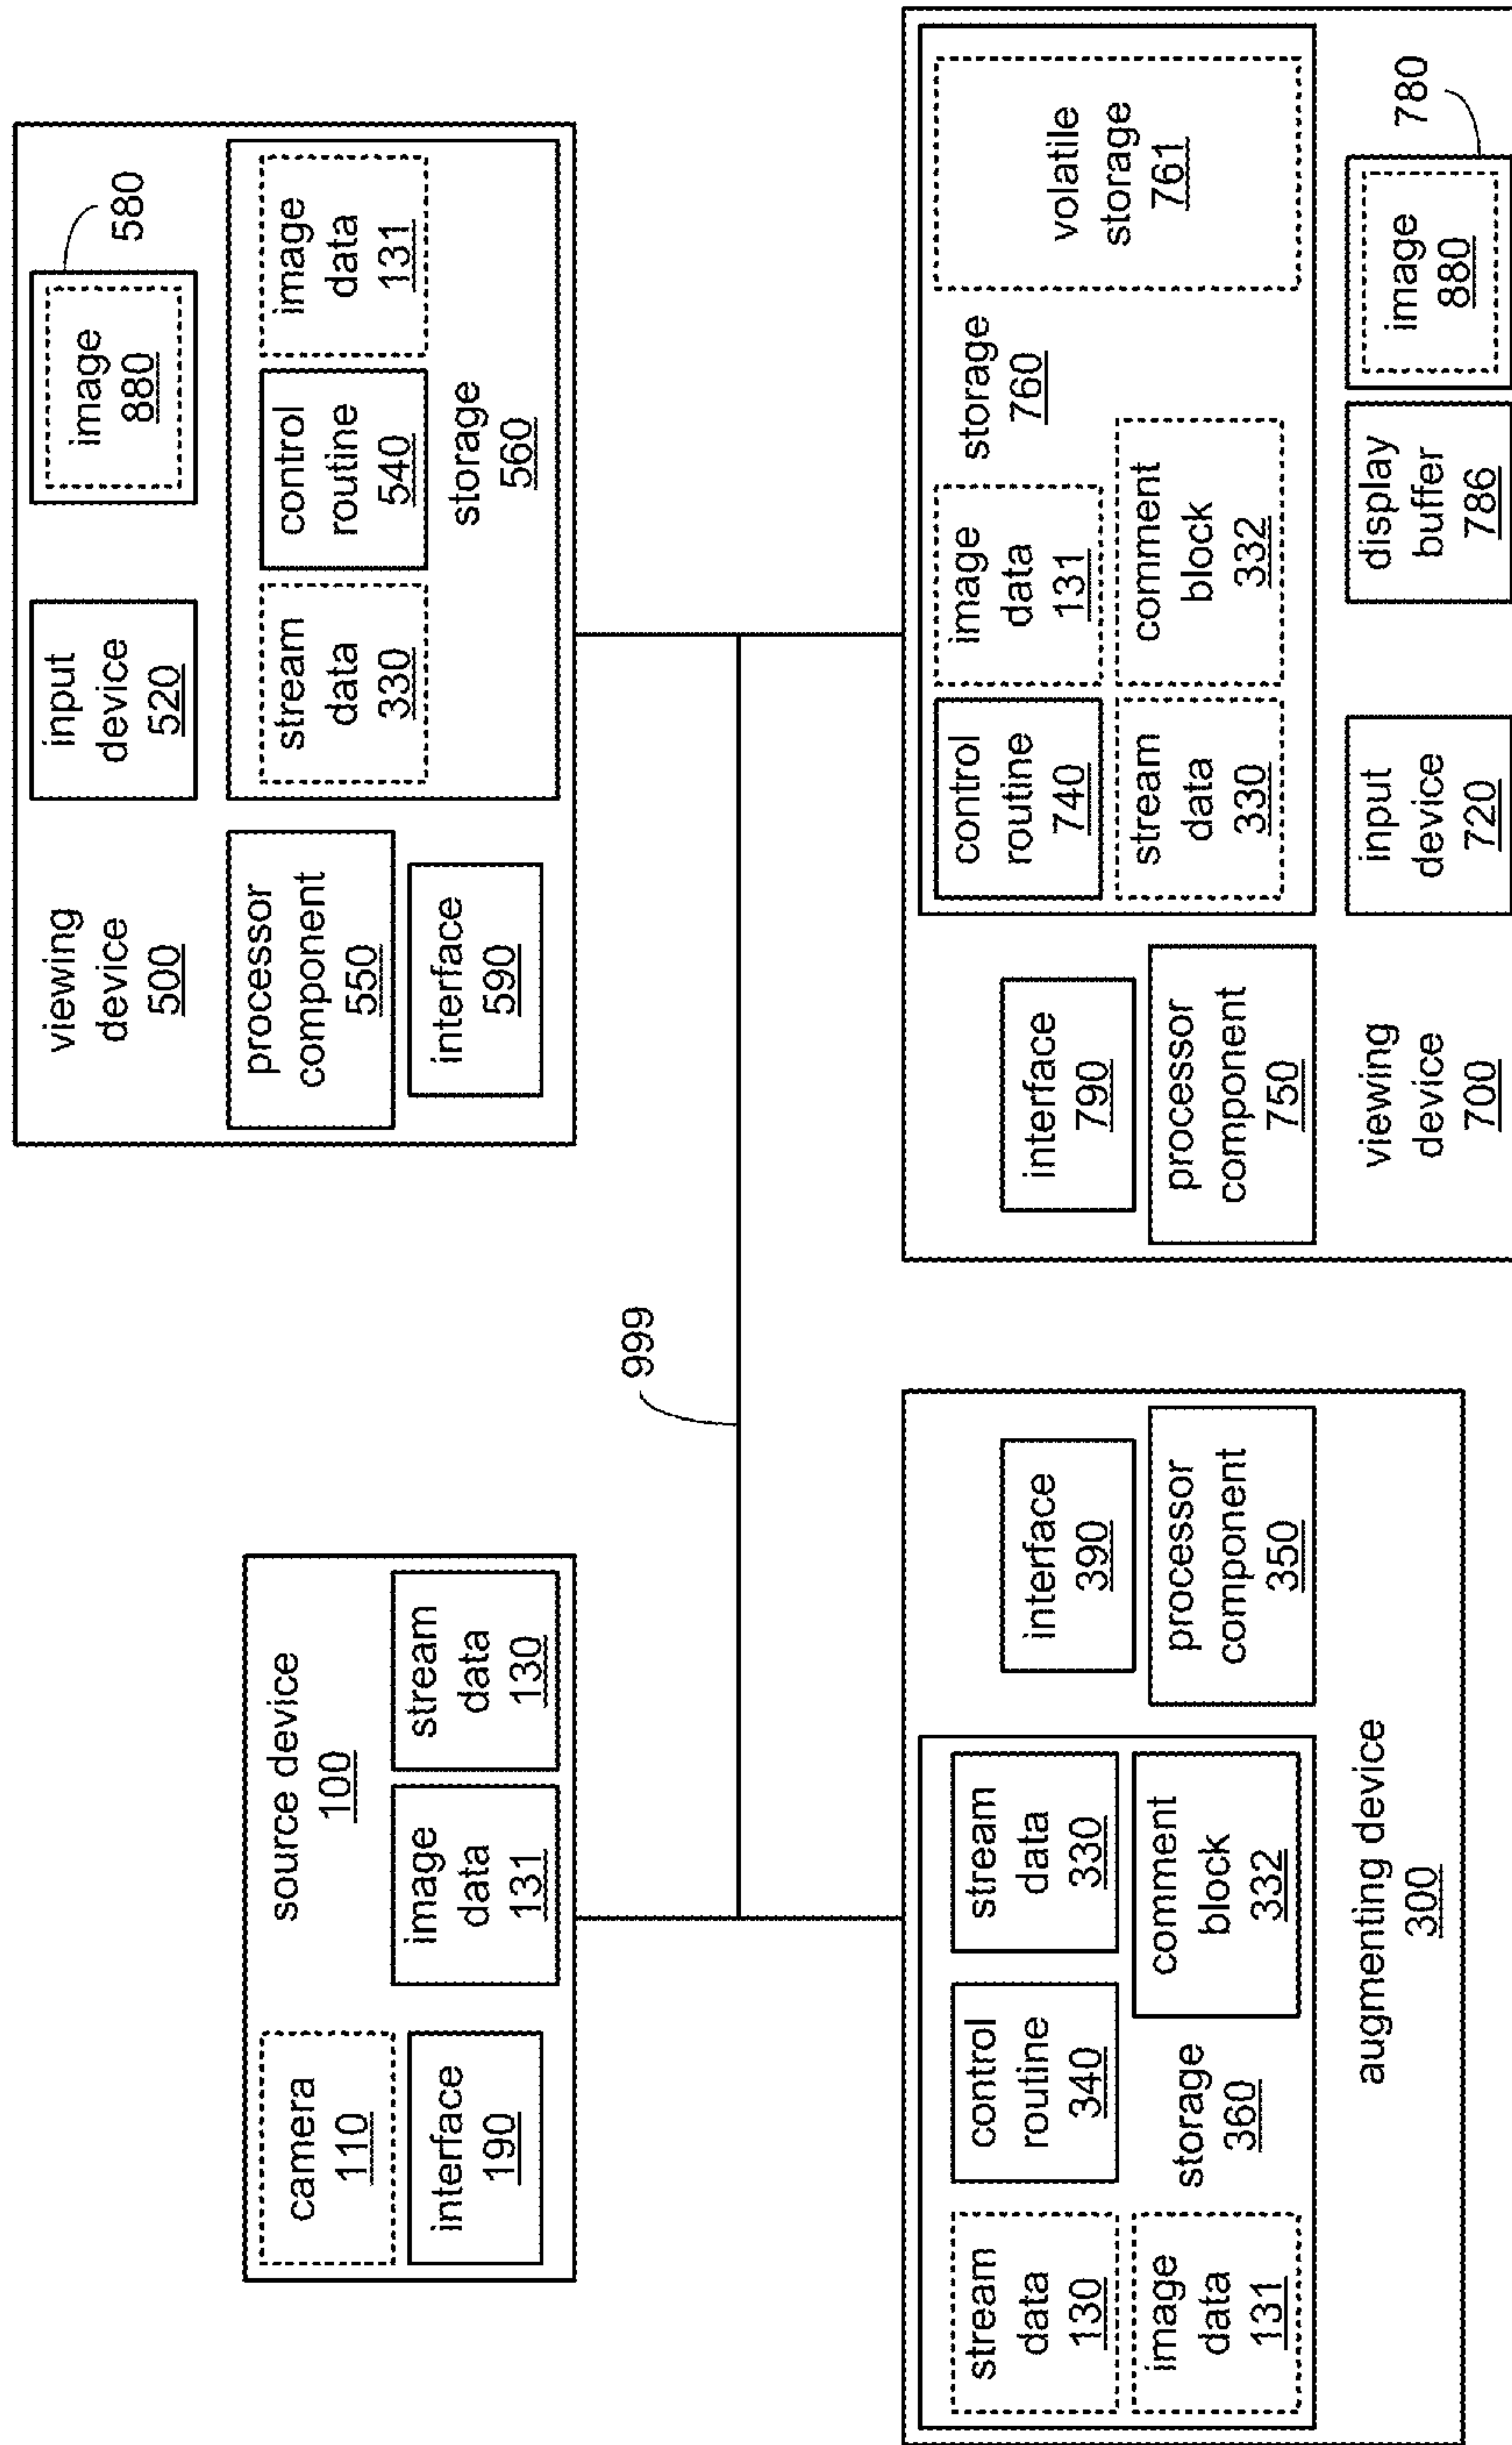 camera
110
interface
190
source device
100
image
data
131
stream
data
130
viewing
device
500
processor
component
550
interface
590
input
device
520
image
880
580
stream
data
330
control
routine
540
image
data
131
storage
560
999
stream
data
130
image
data
131
control
routine
340
stream
data
330
storage
360
comment
block
332
interface
390
processor
component
350
augmenting device
300
interface
790
processor
component
750
viewing
device
700
control
routine
740
image
data
131
stream
data
330
comment
block
332
storage
760
volatile
storage
761
input
device
720
display
buffer
786
image
880
780